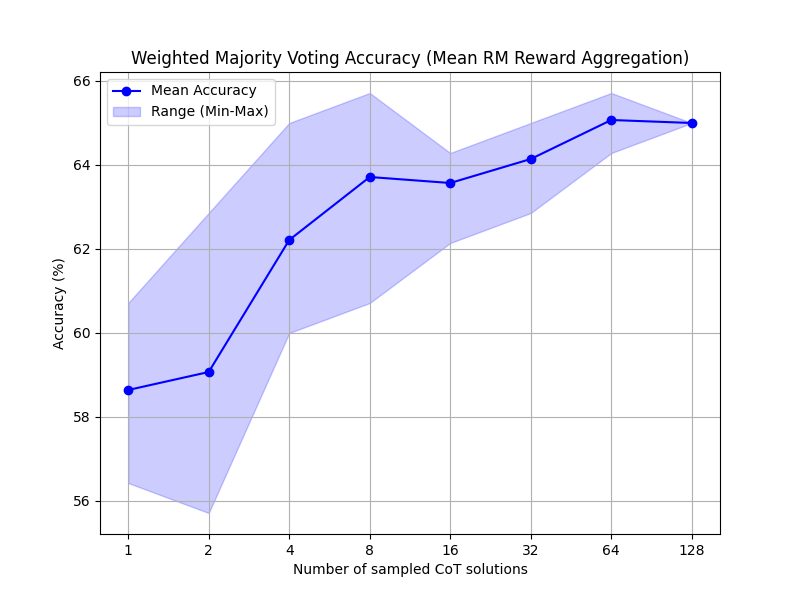 Weighted Majority Voting Accuracy (Mean RM Reward Aggregation)
Mean Accuracy
Range (Min-Max)
Accuracy (%)
66
64
62
60
58
56
1 2 4 8 16 32 64 128
Number of sampled CoT solutions